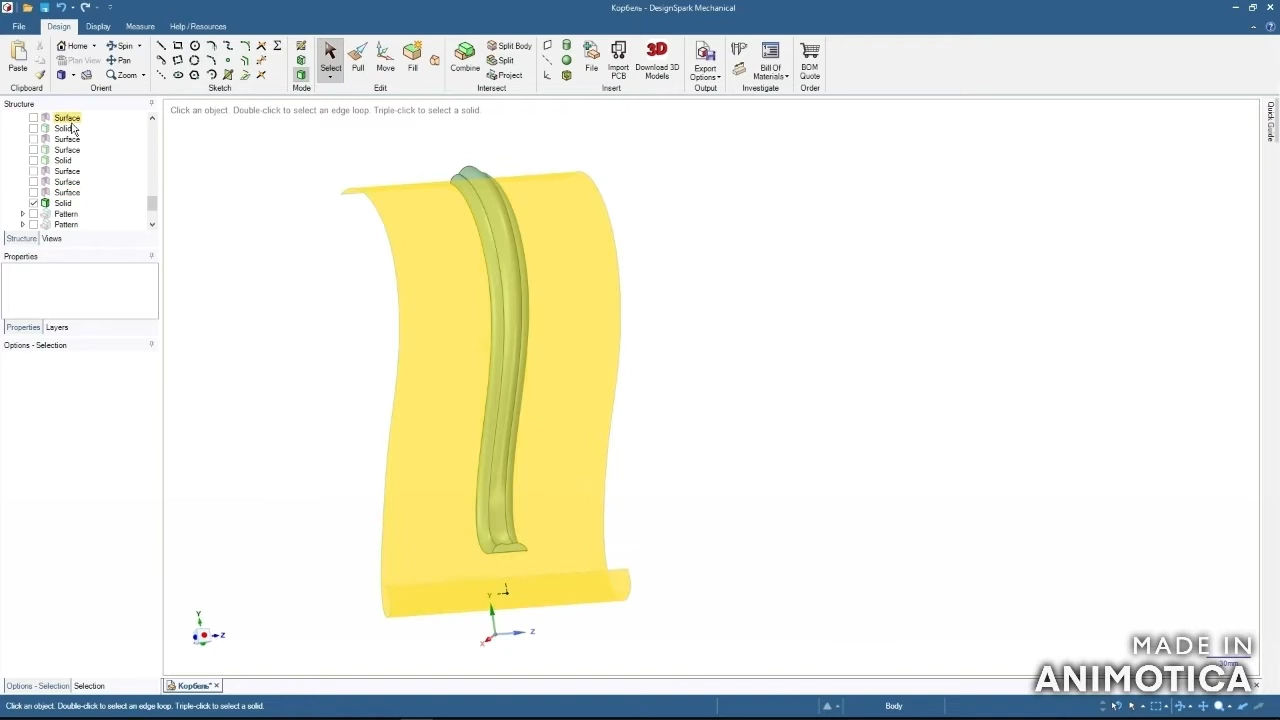 Корбель - DesignSpark Mechanical
File Design Display Measure Help / Resources
Paste
Clipboard
Home Spin
Plan View Pan
Zoom
Orient
Sketch
Mode
Select
Pull
Move
Fill
Edit
Combine
Split Body
Split
Project
Intersect
File
Import PCB
3D
Download 3D Models
Insert
Export Options
Output
Bill Of Materials
Investigate
BOM Quote
Order
Structure
Click an object. Double-click to select an edge loop. Triple-click to select a solid.
Quick Guide
Surface
Solid
Surface
Surface
Solid
Surface
Surface
Surface
Solid
Pattern
Pattern
Structure Views
Properties
Properties Layers
Options - Selection
Y
Z
Y
Z
X
MADE IN
30mm
ANIMOTICA
Options - Selection Selection
Корбель*
Click an object. Double-click to select an edge loop. Triple-click to select a solid.
Body